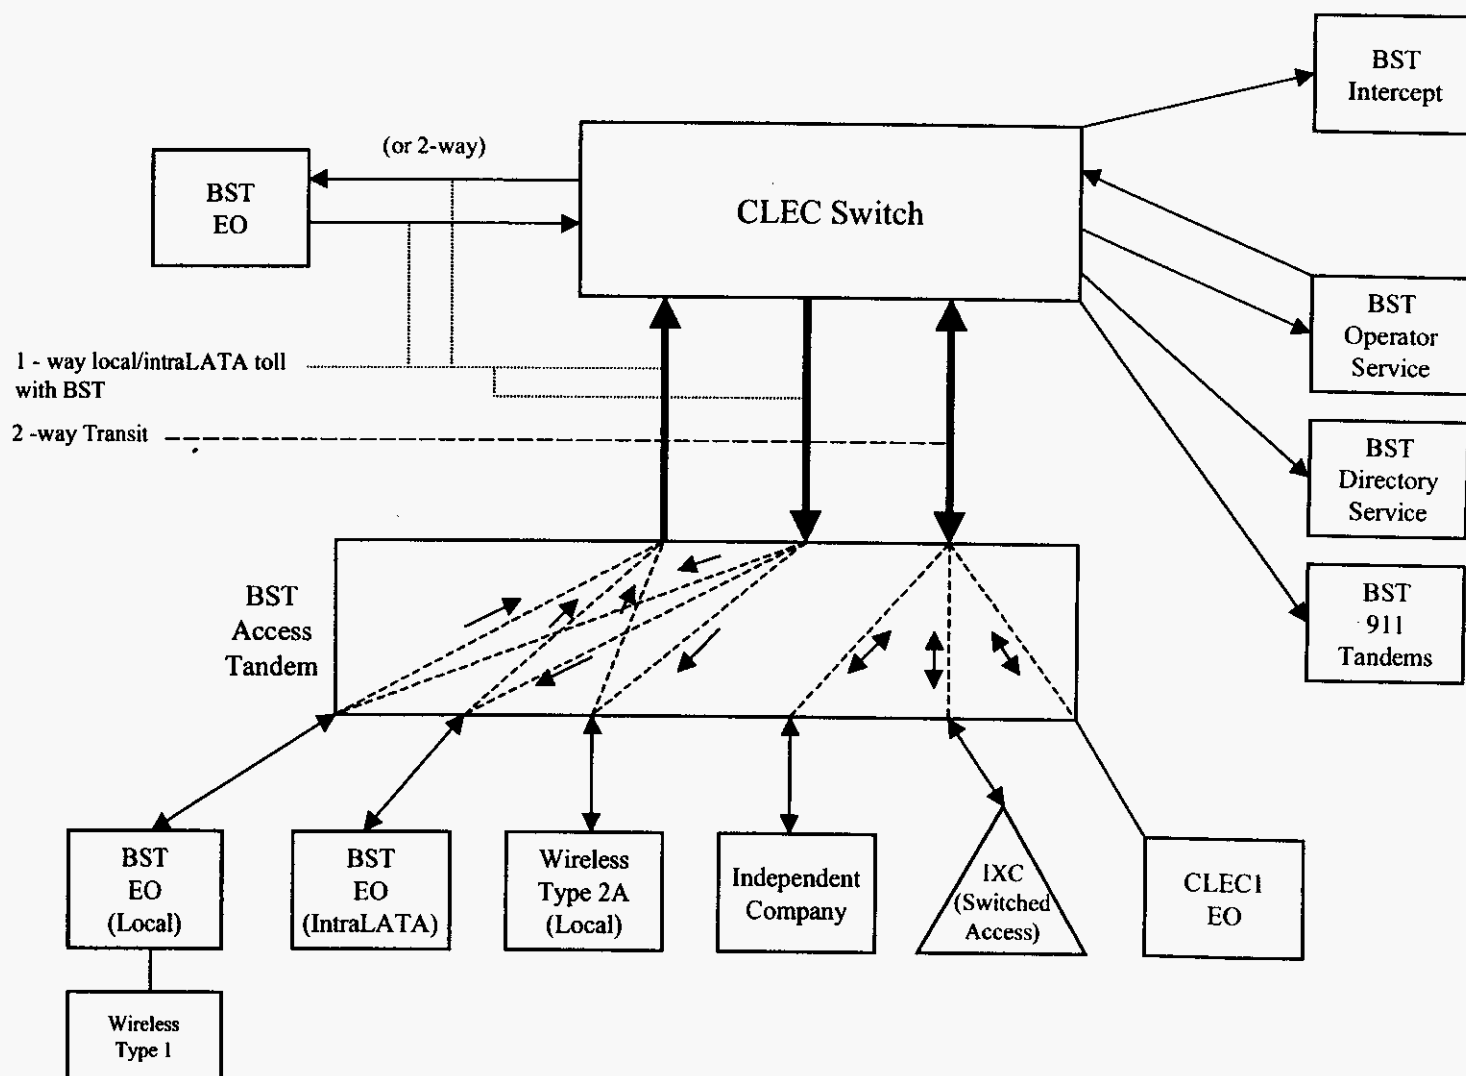 BST
Intercept
(or 2-way)
BST
EO
CLEC Switch
BST
Operator
Service
1 - way local/intraLATA toll
with BST
2 -way Transit
BST
Directory
Service
BST
Access
Tandem
BST
911
Tandems
BST
EO
(Local)
BST
EO
(IntraLATA)
Wireless
Type 2A
(Local)
Independent
Company
IXC
(Switched
Access)
CLEC1
EO
Wireless
Type 1